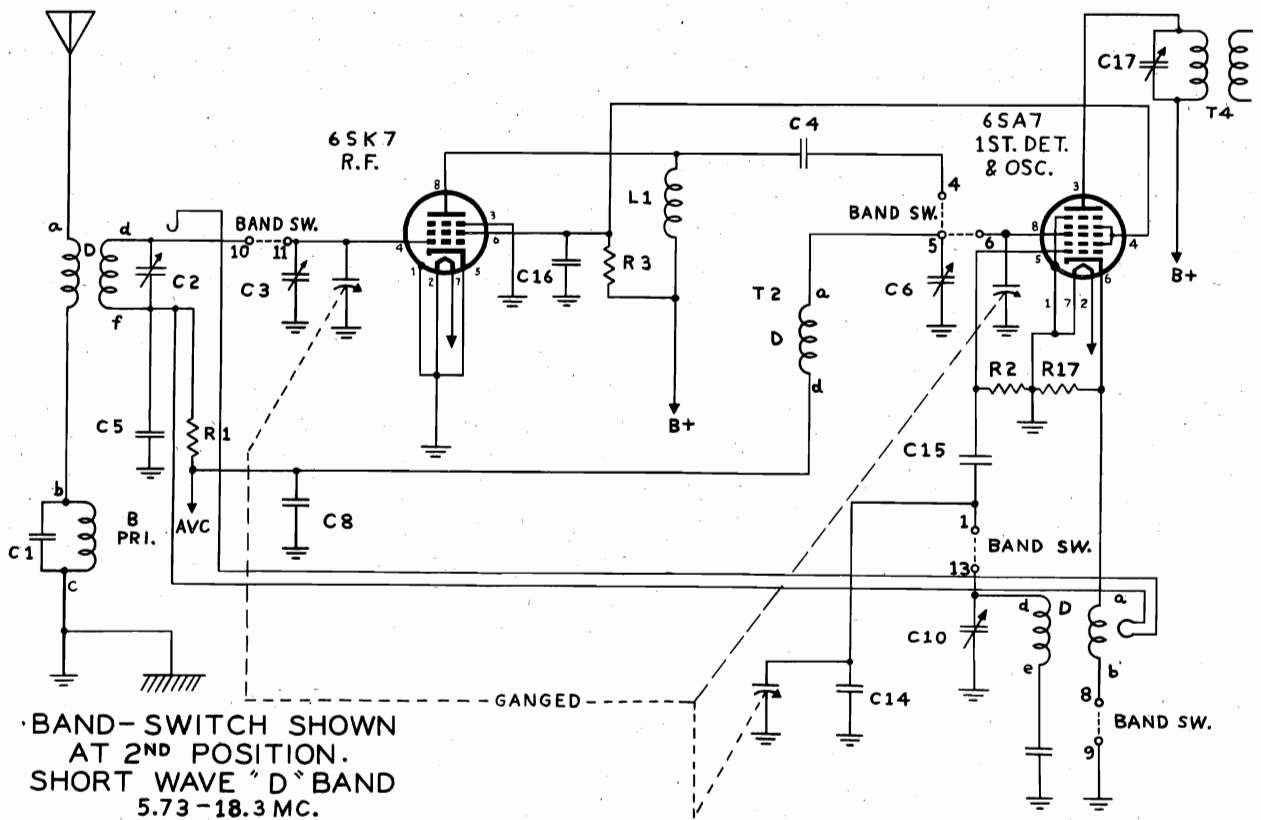 C17
T4
6SK7
R.F.
C4
6SA7
1ST. DET.
& OSC.
3
8
4
L1
BAND SW.
a
D
d
BAND SW.
10
11
3
6
4
5
6
8
5
4
C2
C3
1
2
7
5
C16
R3
T2
a
D
d
C6
1
7
2
6
B+
f
C5
R1
B+
R2
R17
C15
b
B
PRI.
AVC
C8
C1
c
1
BAND SW.
13
d
D
a
C10
e
b
8
BAND SW.
9
GANGED
C14
BAND-SWITCH SHOWN
AT 2ND POSITION.
SHORT WAVE "D" BAND
5.73-18.3 MC.